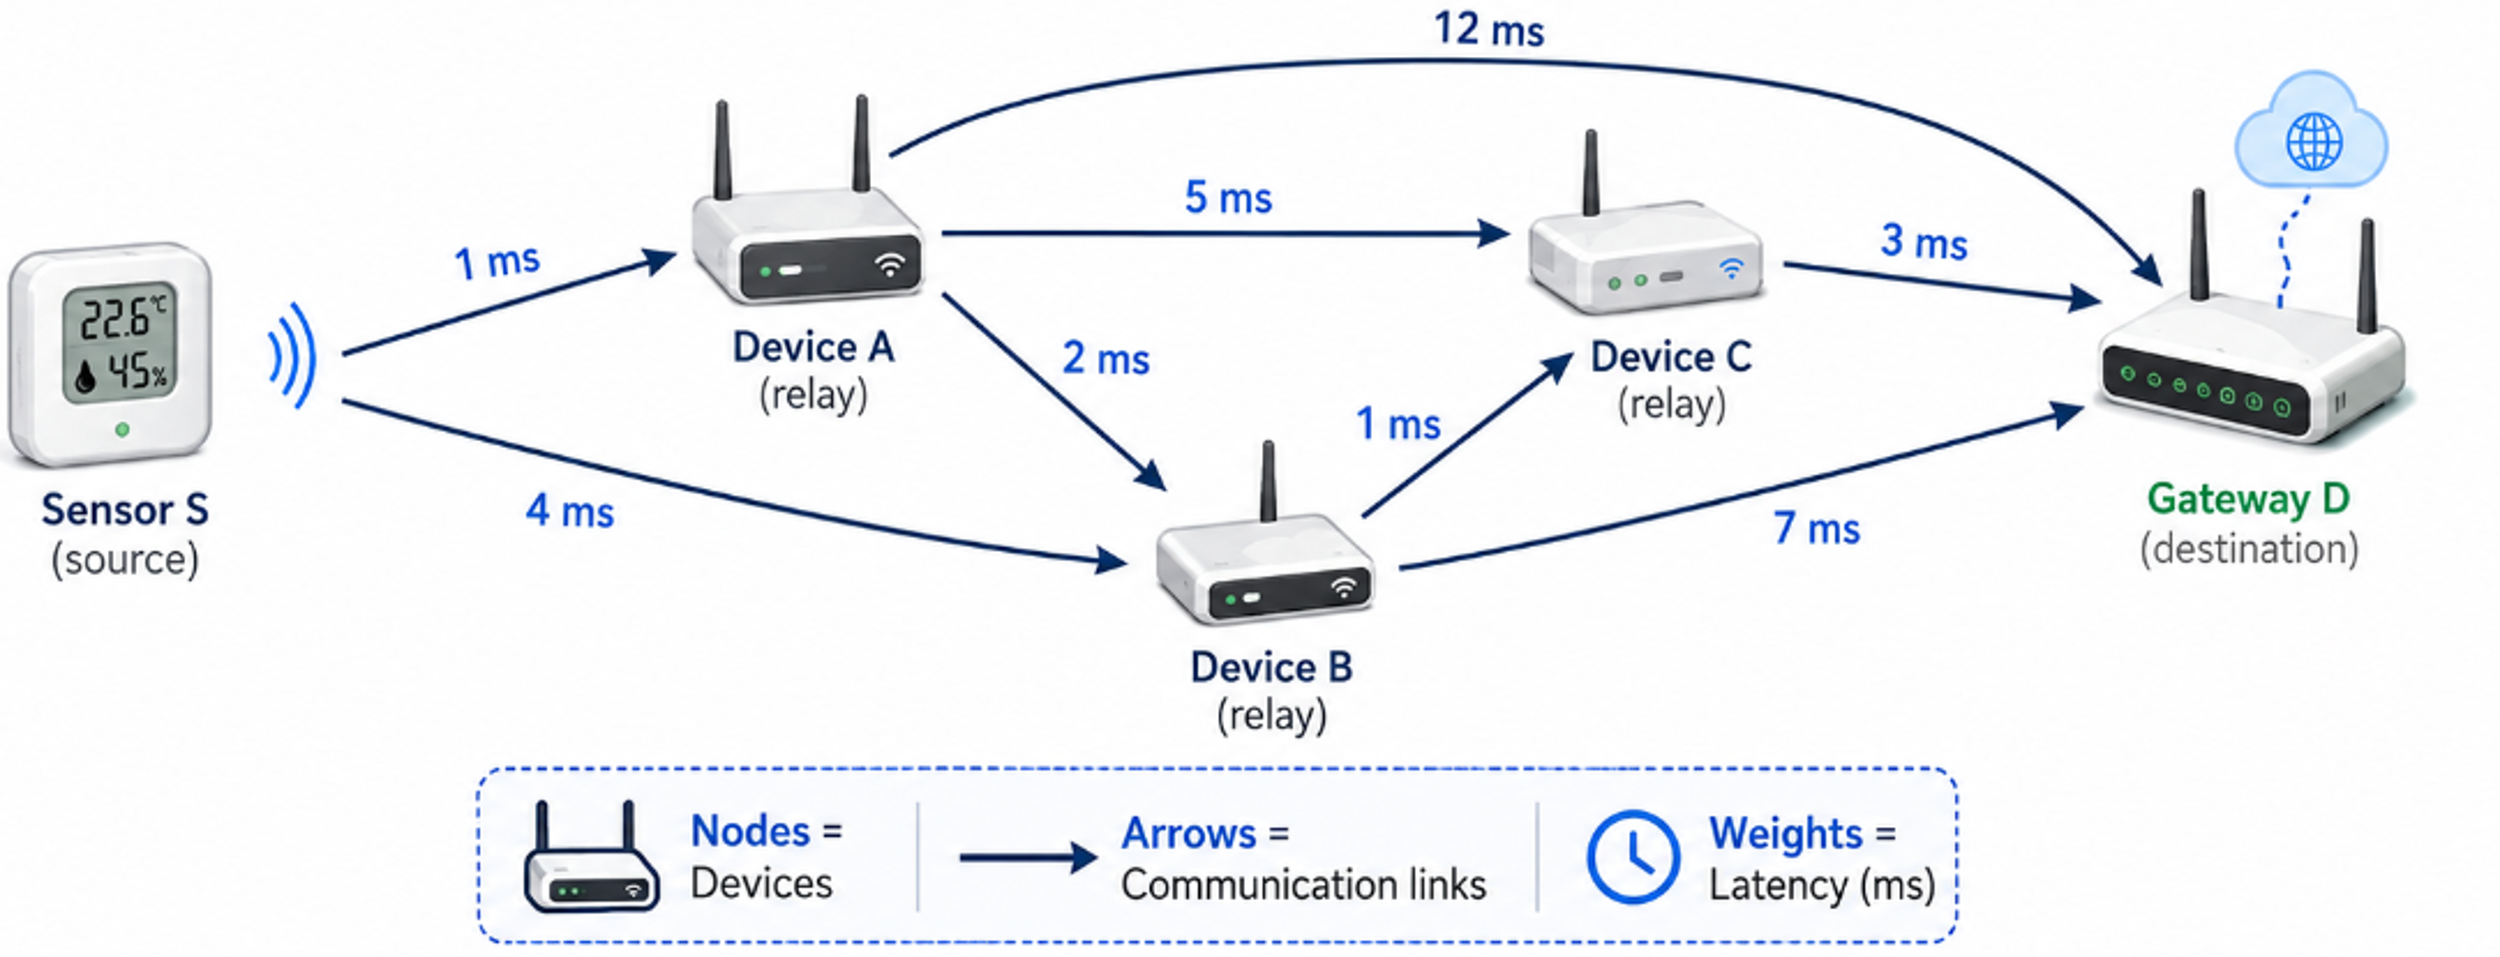 12 ms
5 ms
3 ms
1 ms
22.6°C
45%
Device A
(relay)
2 ms
Device C
(relay)
1 ms
4 ms
Sensor S
(source)
7 ms
Gateway D
(destination)
Device B
(relay)
Nodes =
Devices
Arrows =
Communication links
Weights =
Latency (ms)